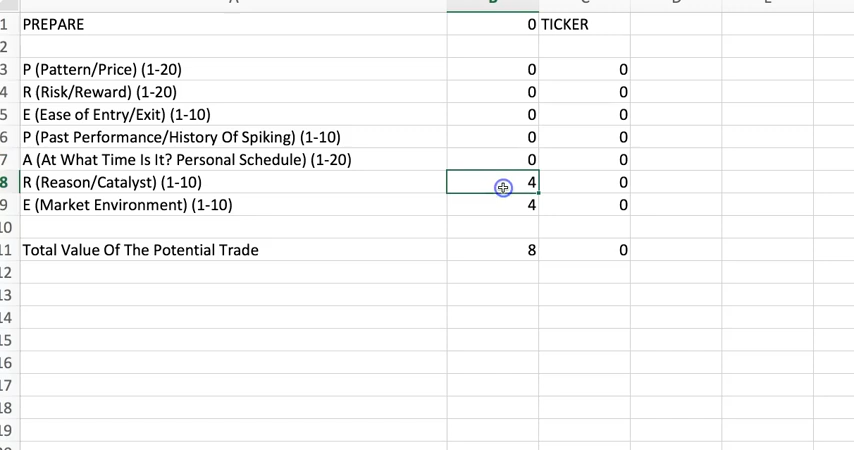 1 PREPARE 0 TICKER
2
3 P (Pattern/Price) (1-20) 0 0
4 R (Risk/Reward) (1-20) 0 0
5 E (Ease of Entry/Exit) (1-10) 0 0
6 P (Past Performance/History Of Spiking) (1-10) 0 0
7 A (At What Time Is It? Personal Schedule) (1-20) 0 0
8 R (Reason/Catalyst) (1-10) 4 0
9 E (Market Environment) (1-10) 4 0
10
11 Total Value Of The Potential Trade 8 0
12
13
14
15
16
17
18
19